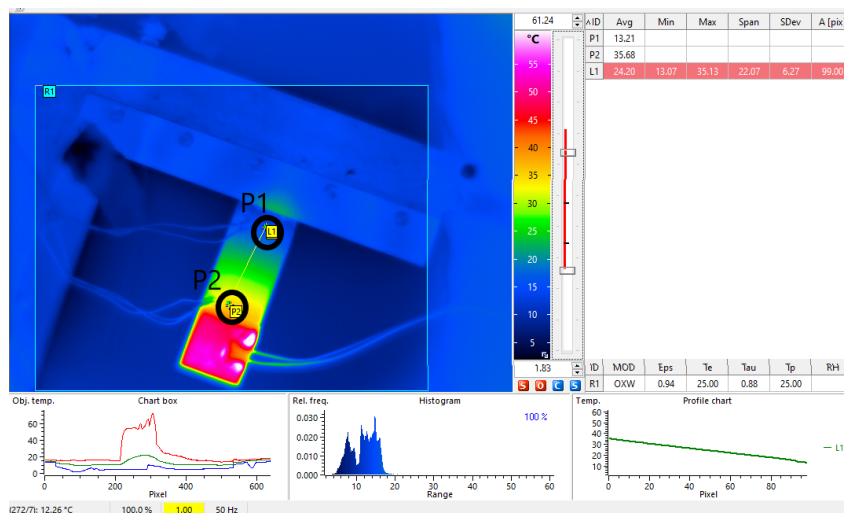 61.24
°C
55
50
45
40
35
30
25
20
15
10
5
1.83
R1
P1
L1
P2
P2
ID Avg Min Max Span SDev A [pix
P1 13.21
P2 35.68
L1 24.20 13.07 35.13 22.07 6.27 99.00
ID MOD Eps Te Tau Tp RH
R1 OXW 0.94 25.00 0.88 25.00
S O C S
Obj. temp. Chart box
60
40
20
0
0 200 400 600
Pixel
Rel. freq. Histogram
100 %
0.030
0.020
0.010
0.000
0 10 20 30 40 50 60
Range
Temp. Profile chart
60
50
40
30
20
10
L1
0 20 40 60 80
Pixel
(272/7): 12.26 °C 100.0 % 1.00 50 Hz